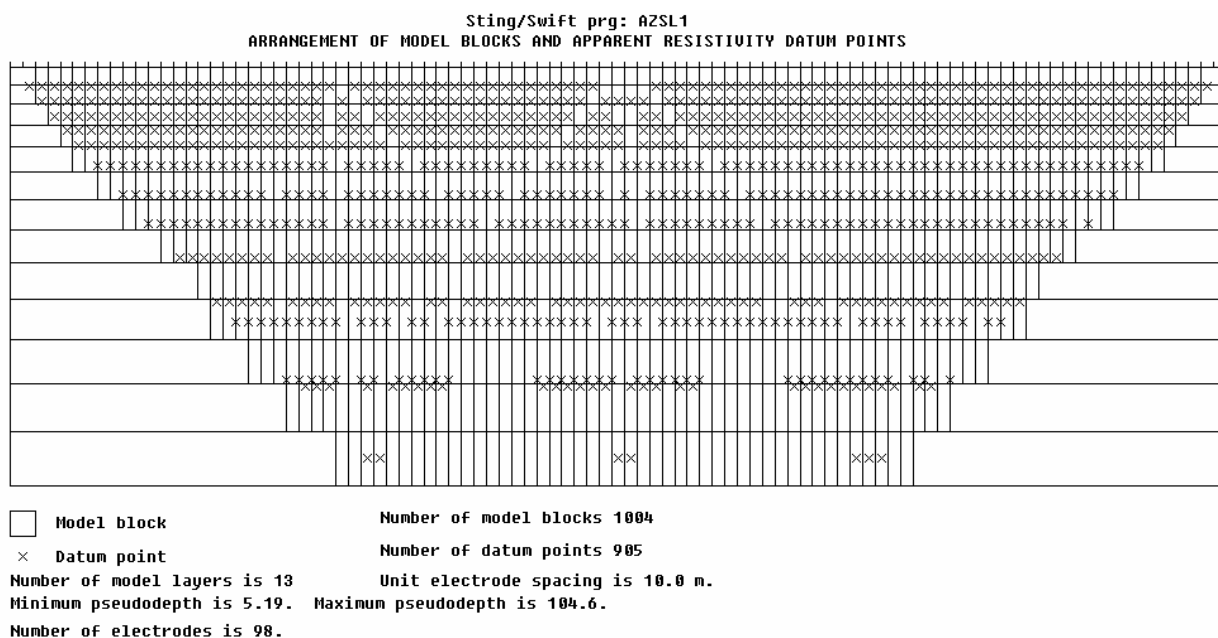 Sting/Swift prg: AZSL1
ARRANGEMENT OF MODEL BLOCKS AND APPARENT RESISTIVITY DATUM POINTS
Model block
Number of model blocks 1004
Datum point
Number of datum points 905
Number of model layers is 13
Unit electrode spacing is 10.0 m.
Minimum pseudodepth is 5.19. Maximum pseudodepth is 104.6.
Number of electrodes is 98.